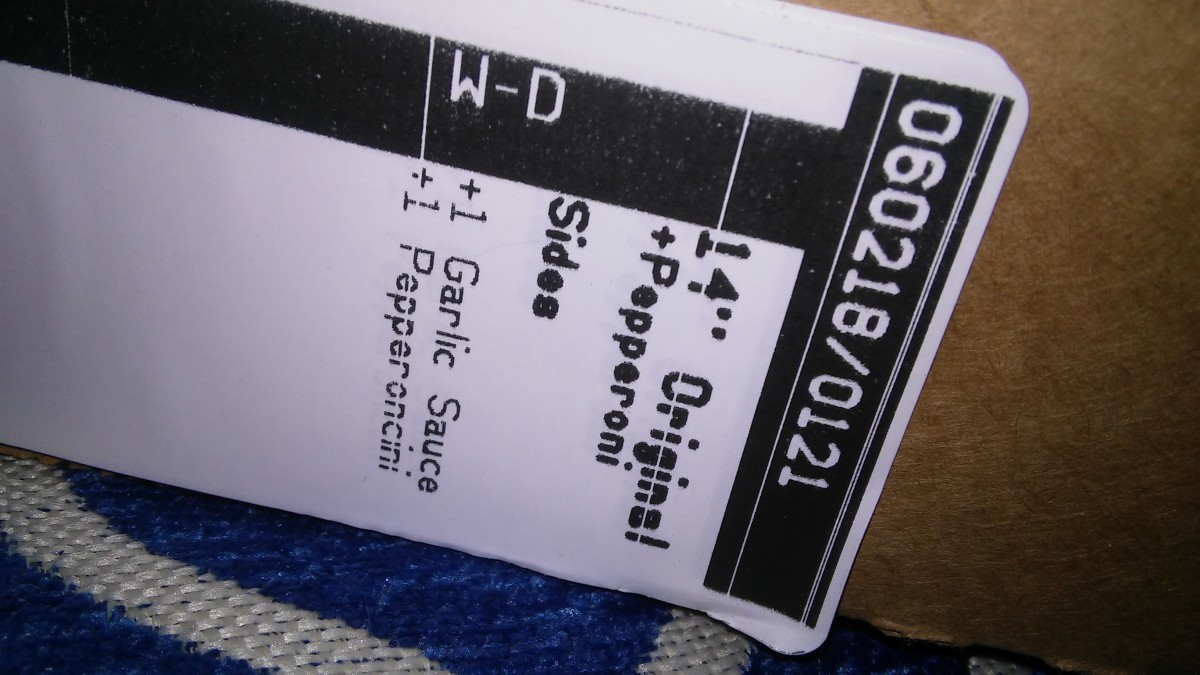 060218/0121
14" Original
+Pepperoni
D-W
Sides
+1 Garlic Sauce
+1 Pepperoncini